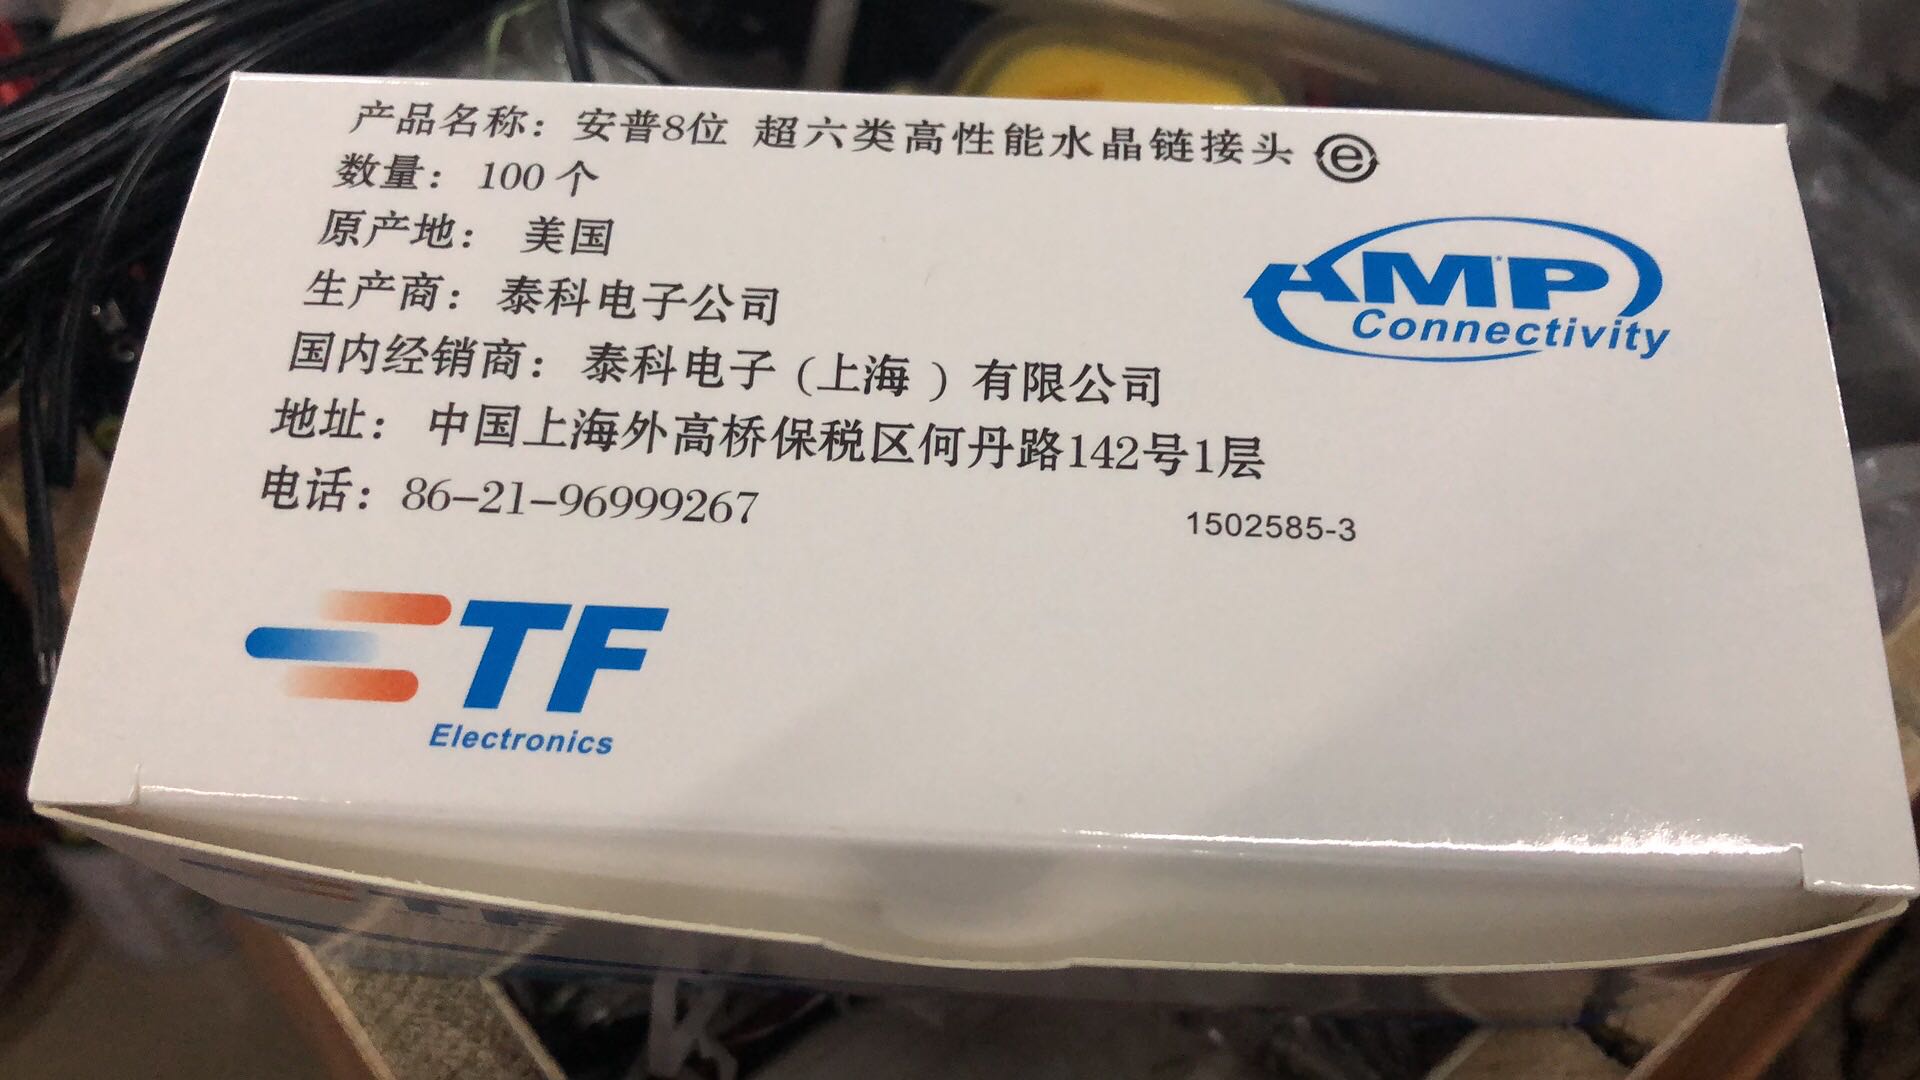 产品名称：安普8位 超六类高性能水晶链接头 e
数量：100个
原产地：美国
AMP
Connectivity
生产商：泰科电子公司
国内经销商：泰科电子（上海）有限公司
地址：中国上海外高桥保税区何丹路142号1层
电话：86-21-96999267
1502585-3
TF
Electronics